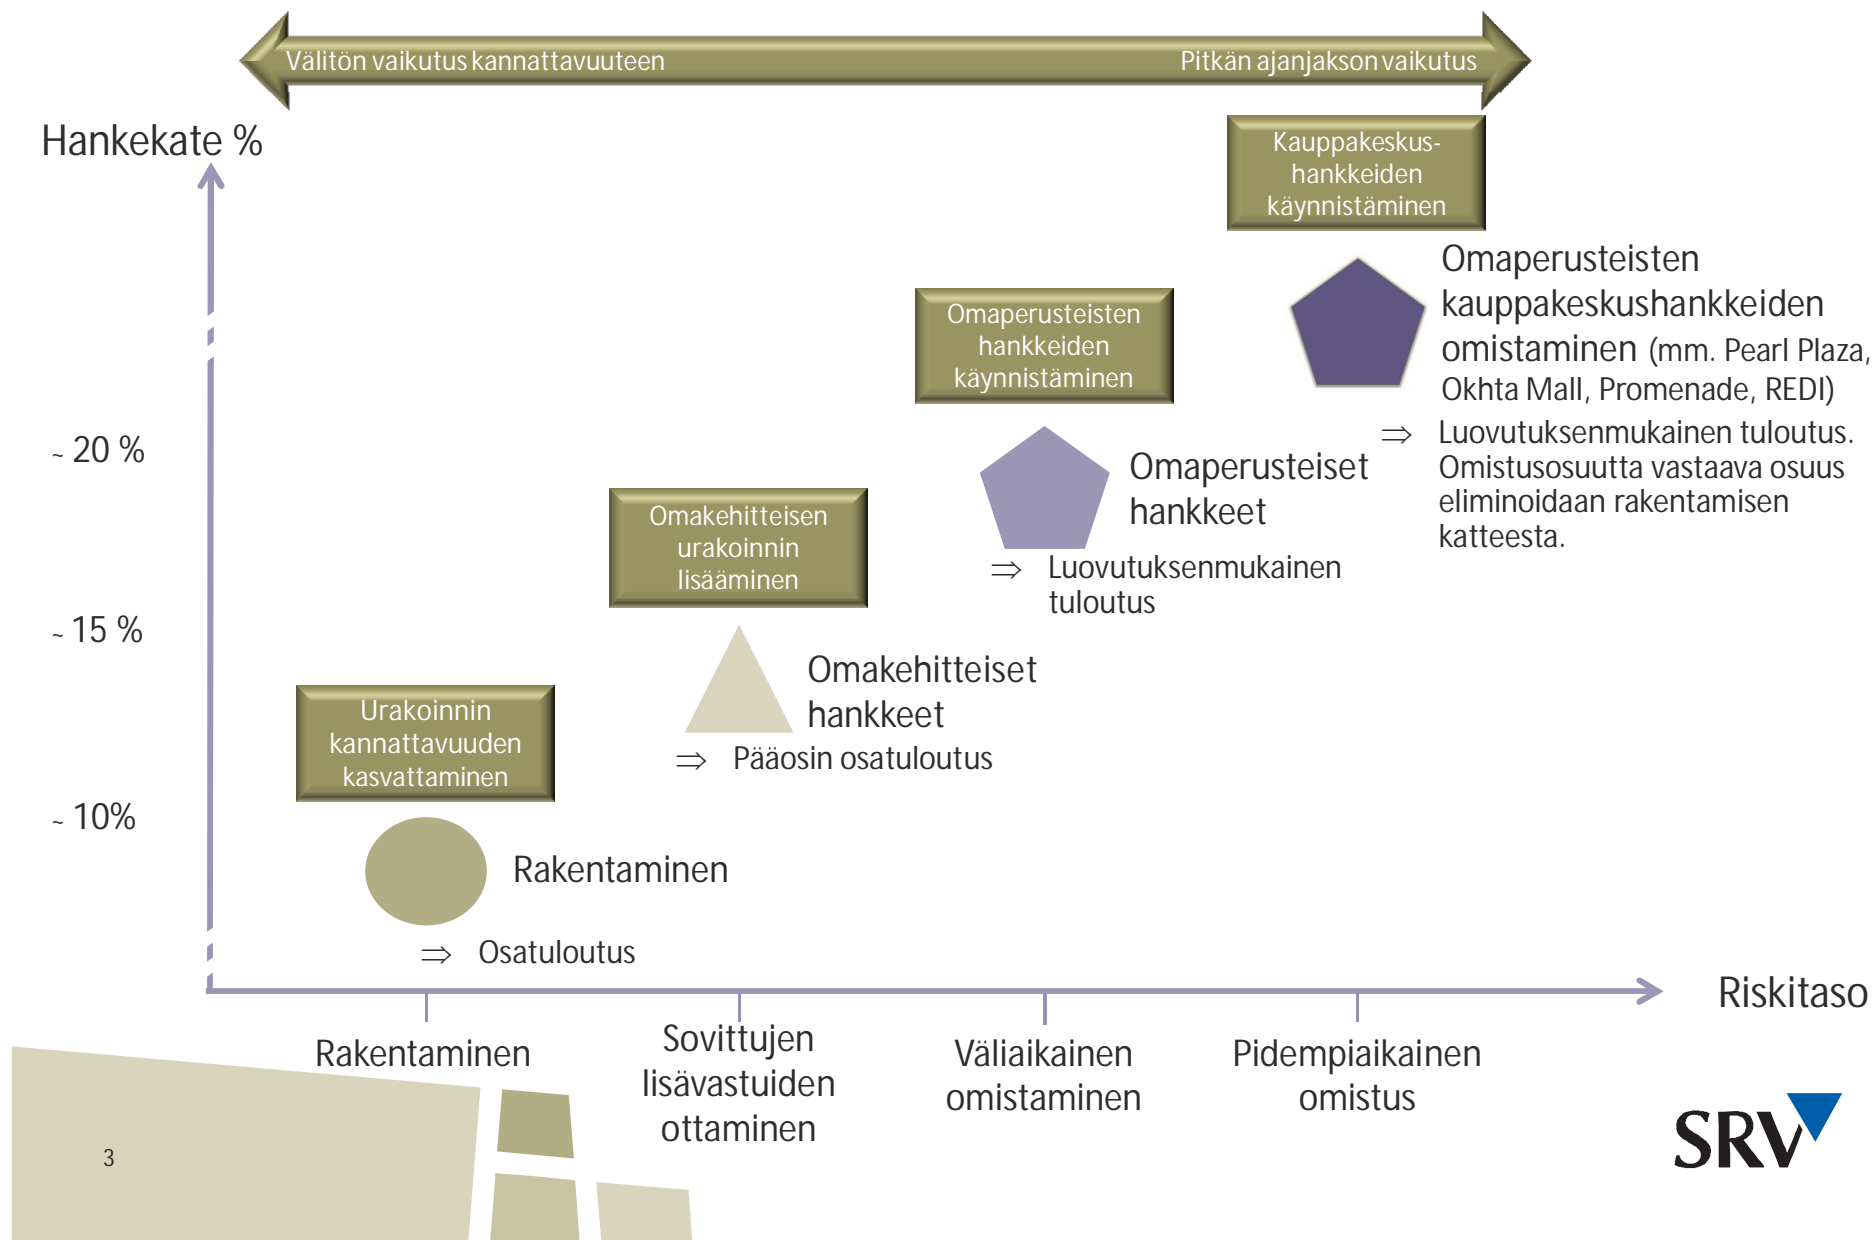 Välitön vaikutus kannattavuuteen
Pitkän ajanjakson vaikutus
Hankekate %
Kauppakeskus-
hankkeiden
käynnistäminen
Omaperusteisten
kauppakeskushankkeiden
omistaminen (mm. Pearl Plaza,
Okhta Mall, Promenade, REDI)
⇒ Luovutuksenmukainen tuloutus.
Omistusosuutta vastaava osuus
eliminoidaan rakentamisen
katteesta.
Omaperusteisten
hankkeiden
käynnistäminen
Omaperusteiset
hankkeet
⇒ Luovutuksenmukainen
tuloutus
~ 20 %
Omakehitteisen
urakoinnin
lisääminen
Omakehitteiset
hankkeet
⇒ Pääosin osatuloutus
~ 15 %
Urakoinnin
kannattavuuden
kasvattaminen
~ 10%
Rakentaminen
⇒ Osatuloutus
Riskitaso
Rakentaminen
Sovittujen
lisävastuiden
ottaminen
Väliaikainen
omistaminen
Pidempiaikainen
omistus
3
SRV